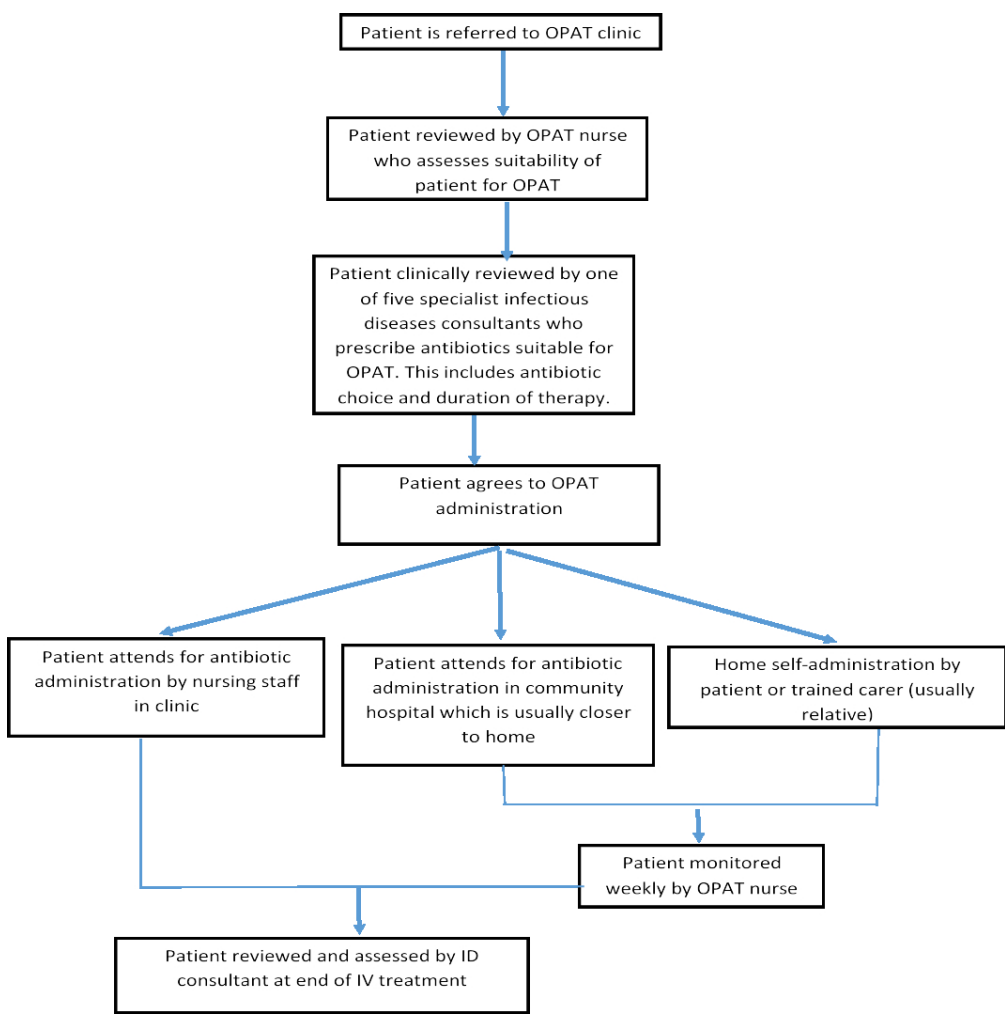 Patient is referred to OPAT clinic
Patient reviewed by OPAT nurse
who assesses suitability of
patient for OPAT
Patient clinically reviewed by one
of five specialist infectious
diseases consultants who
prescribe antibiotics suitable for
OPAT. This includes antibiotic
choice and duration of therapy.
Patient agrees to OPAT
administration
Patient attends for antibiotic
administration by nursing staff
in clinic
Patient attends for antibiotic
administration in community
hospital which is usually closer
to home
Home self-administration by
patient or trained carer (usually
relative)
Patient monitored
weekly by OPAT nurse
Patient reviewed and assessed by ID
consultant at end of IV treatment